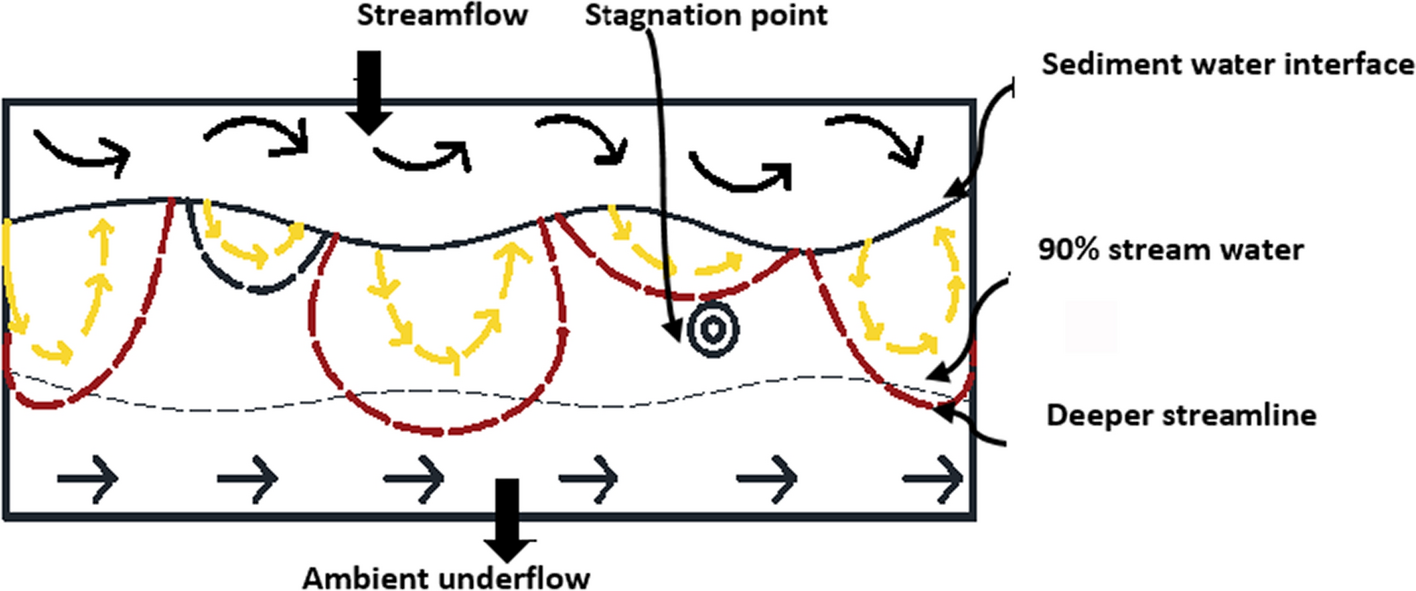 Streamflow
Stagnation point
Sediment water interface
90% stream water
Deeper streamline
Ambient underflow